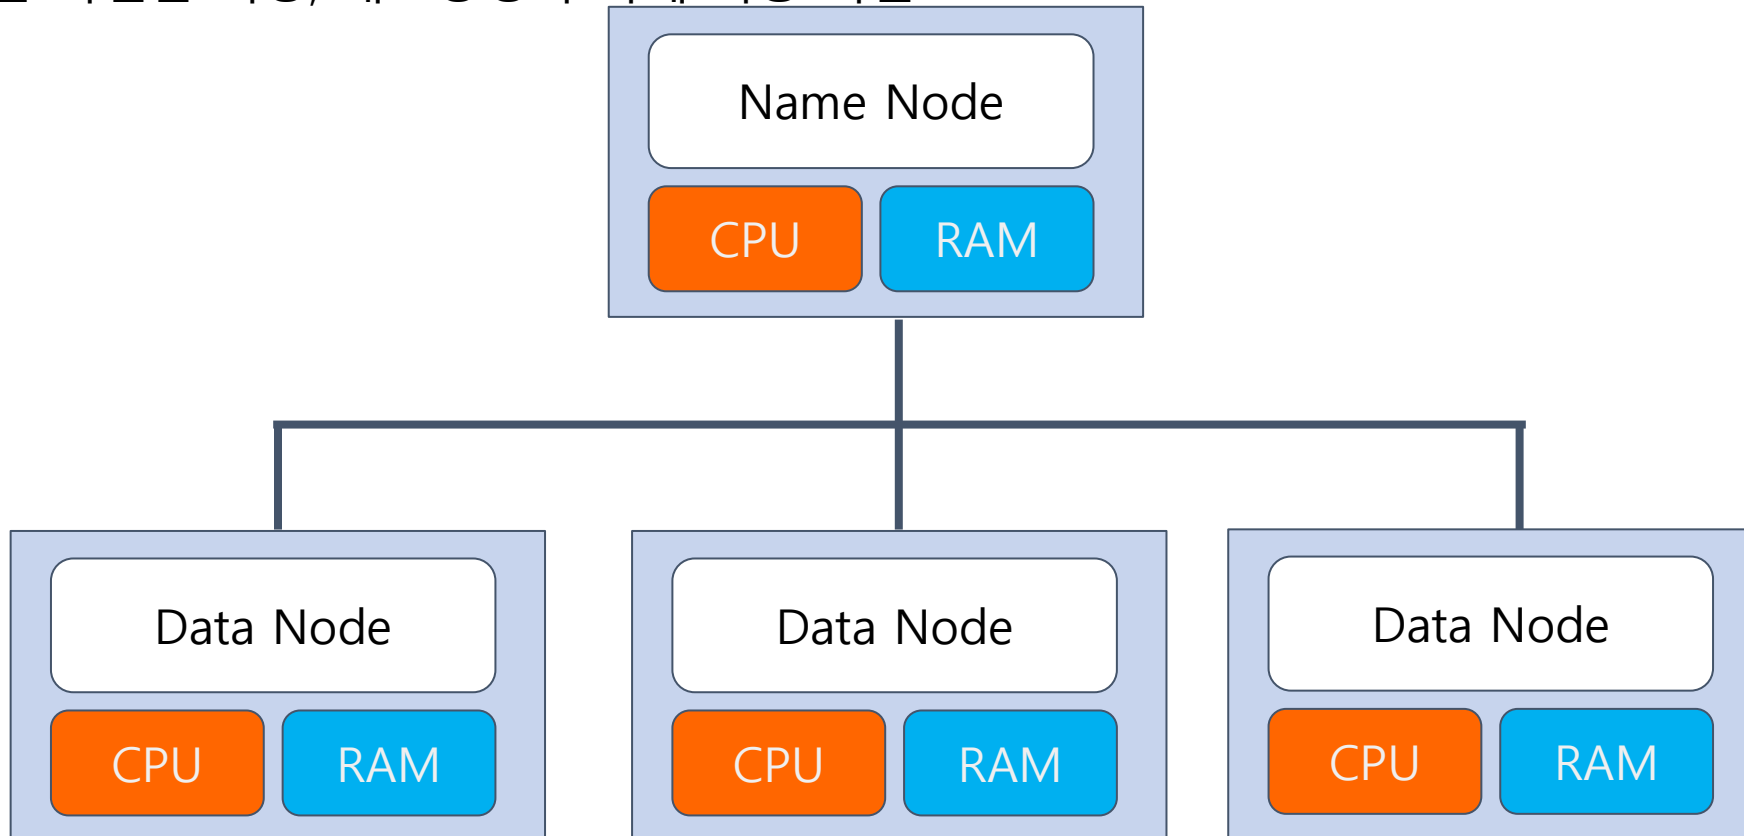 Name Node
CPU RAM
Data Node Data Node Data Node
CPU RAM CPU RAM CPU RAM